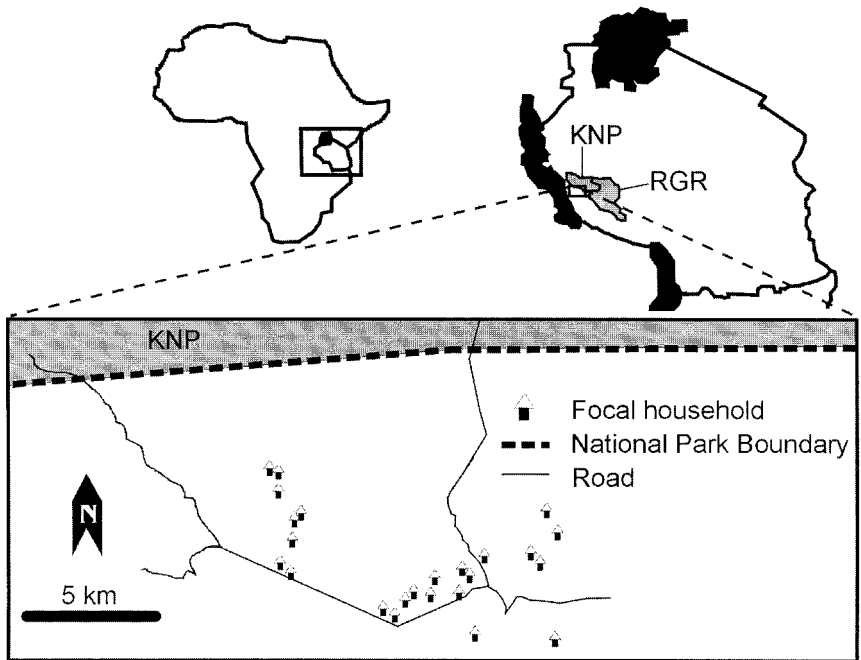 KNP
RGR
KNP
Focal household
National Park Boundary
Road
N
5 km